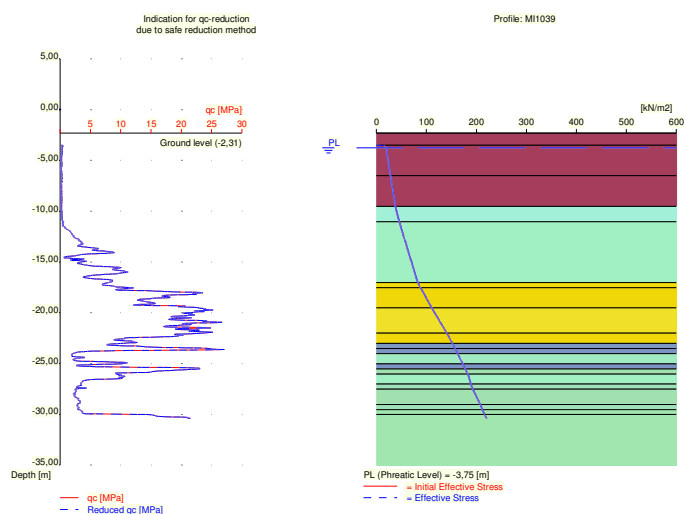 Indication for qc-reduction
due to safe reduction method
Profile: MI1039
5,00
0,00
-5,00
-10,00
-15,00
-20,00
-25,00
-30,00
-35,00
Depth [m]
qc [MPa]
5 10 15 20 25 30
Ground level (-2,31)
PL
[kN/m2]
0 100 200 300 400 500 600
qc [MPa]
Reduced qc [MPa]
PL (Phreatic Level) = -3,75 [m]
= Initial Effective Stress
= Effective Stress